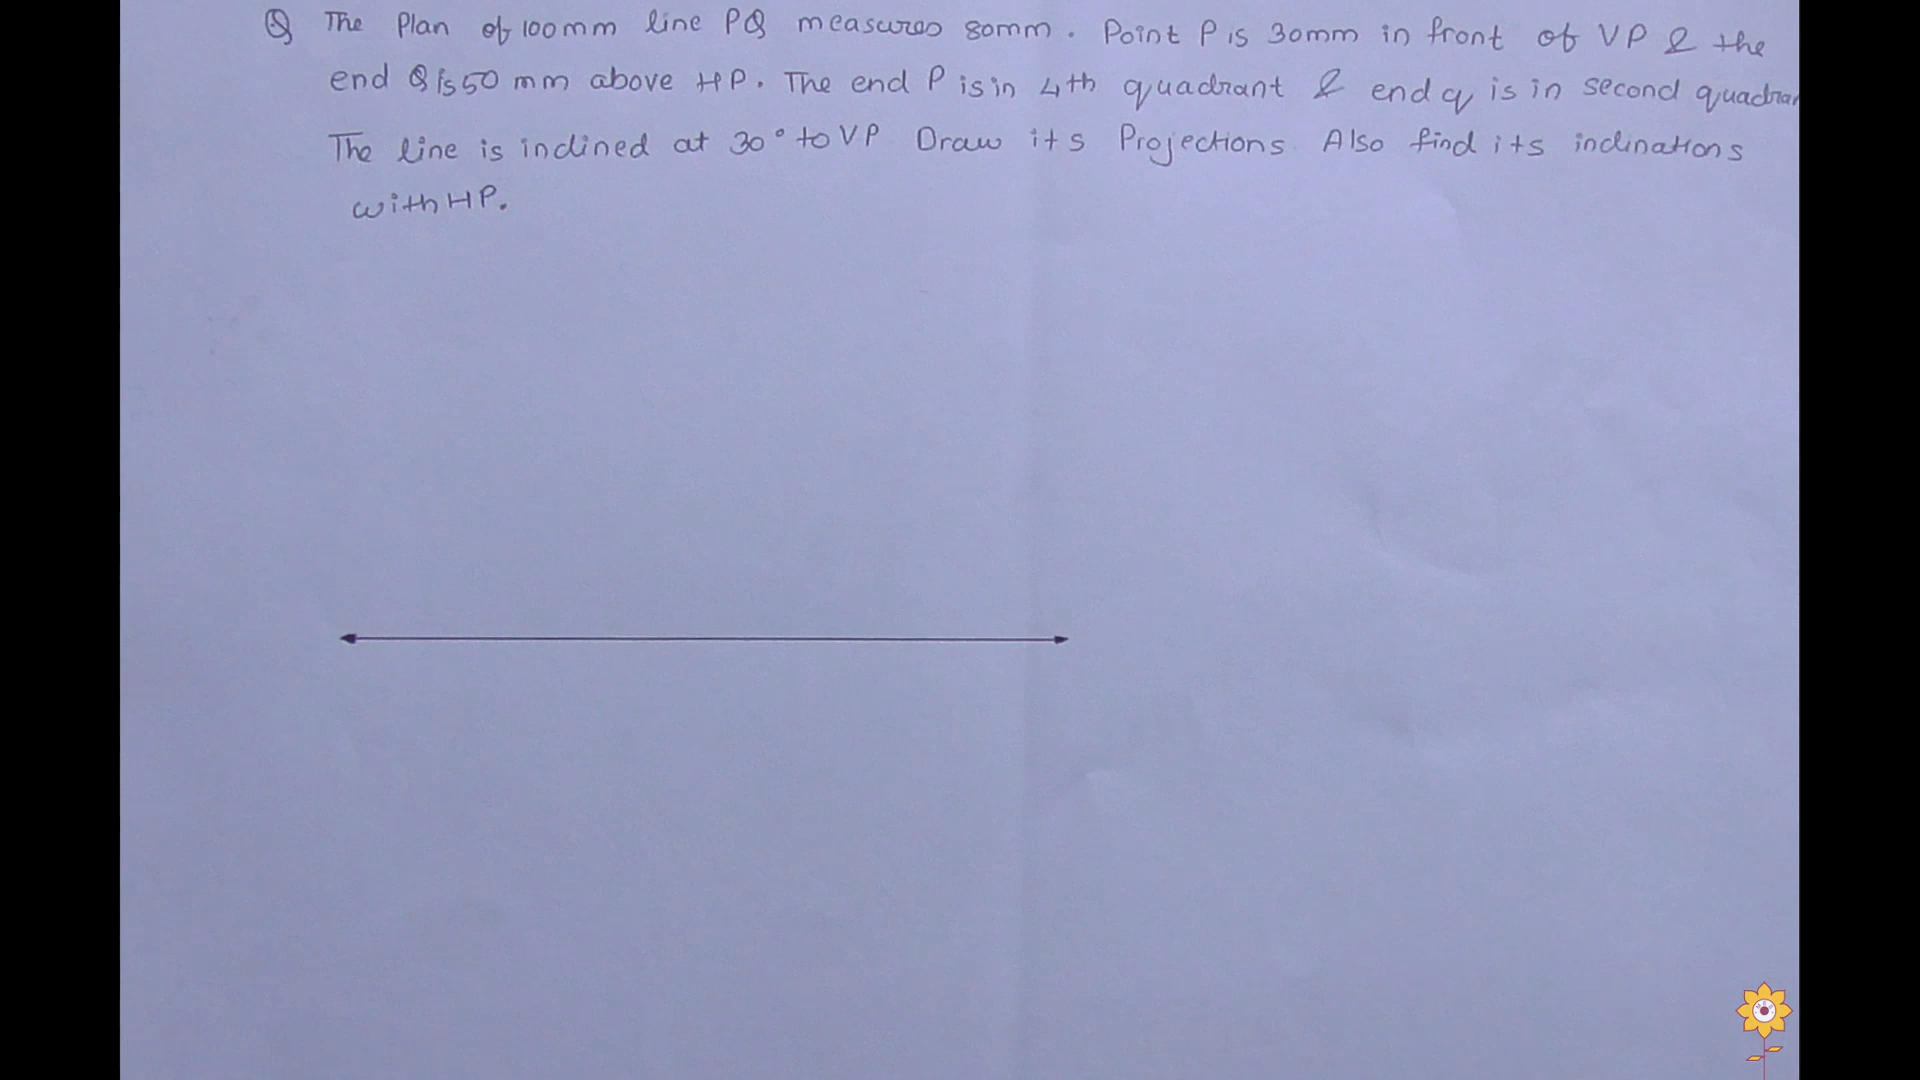 Q The Plan of 100mm line PQ measures 80mm. Point P is 30mm in front of VP & the
end Q is 50 mm above HP. The end P is in 4th quadrant & end q is in second quadran
The line is inclined at 30° to VP Draw its Projections. Also find its inclinations
with HP.